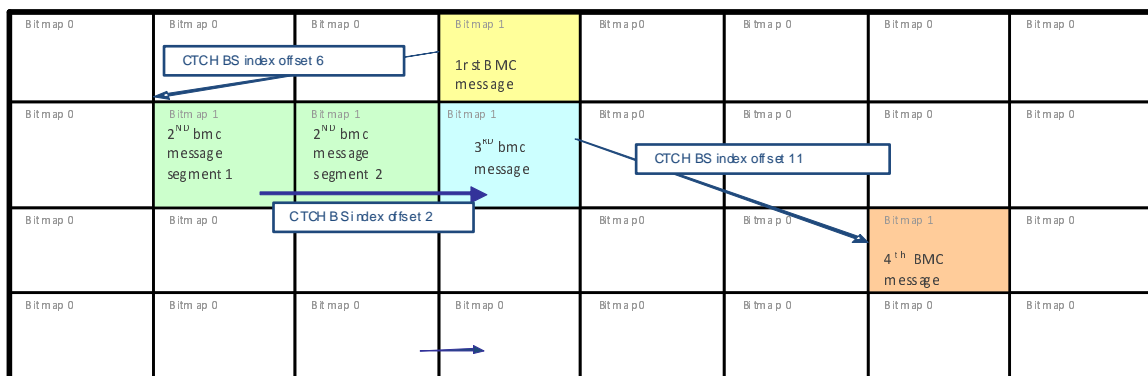 Bitmap 0
Bitmap 0
Bitmap 0
Bitmap 1
Bitmap 0
Bitmap 0
Bitmap 0
Bitmap 0
CTCH BS index offset 6
1rst BMC
message
Bitmap 0
Bitmap 1
Bitmap 1
Bitmap 1
Bitmap 0
Bitmap 0
Bitmap 0
Bitmap 0
2ND bmc
message
segment 1
2ND bmc
message
segment 2
3RD bmc
message
CTCH BS index offset 11
CTCH BS index offset 2
Bitmap 0
Bitmap 0
Bitmap 0
Bitmap 0
Bitmap 0
Bitmap 0
Bitmap 1
Bitmap 0
4th BMC
message
Bitmap 0
Bitmap 0
Bitmap 0
Bitmap 0
Bitmap 0
Bitmap 0
Bitmap 0
Bitmap 0